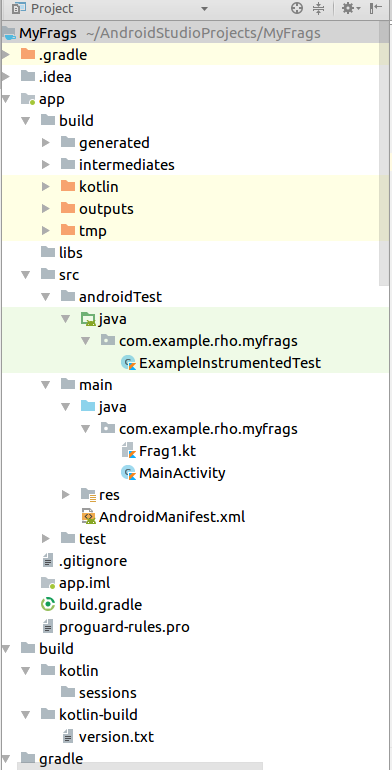 Project
MyFrags ~/AndroidStudioProjects/MyFrags
.gradle
.idea
app
build
generated
intermediates
kotlin
outputs
tmp
libs
src
androidTest
java
com.example.rho.myfrags
ExampleInstrumentedTest
main
java
com.example.rho.myfrags
Frag1.kt
MainActivity
res
AndroidManifest.xml
test
.gitignore
app.iml
build.gradle
proguard-rules.pro
build
kotlin
sessions
kotlin-build
version.txt
gradle